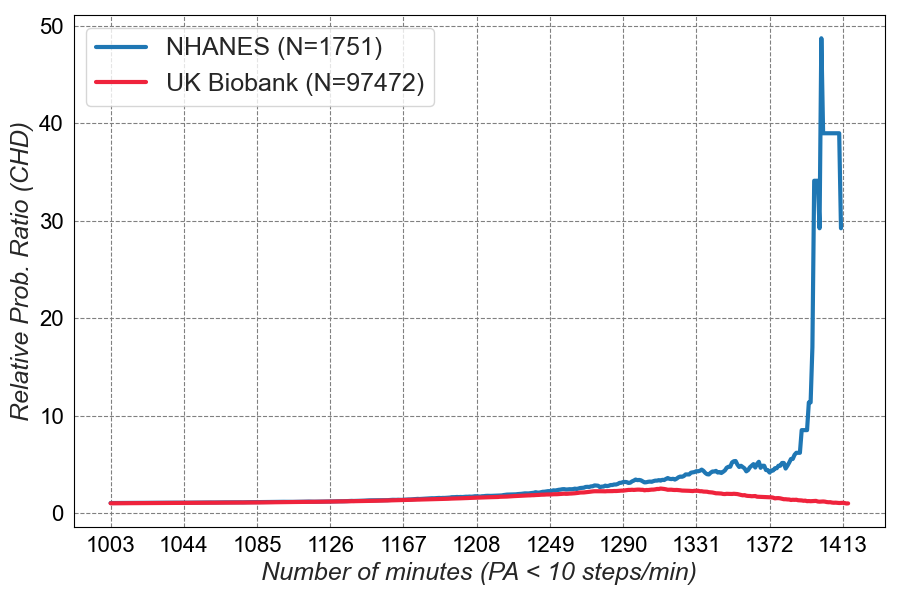 50
40
30
20
10
0
Relative Prob. Ratio (CHD)
NHANES (N=1751)
UK Biobank (N=97472)
1003 1044 1085 1126 1167 1208 1249 1290 1331 1372 1413
Number of minutes (PA < 10 steps/min)